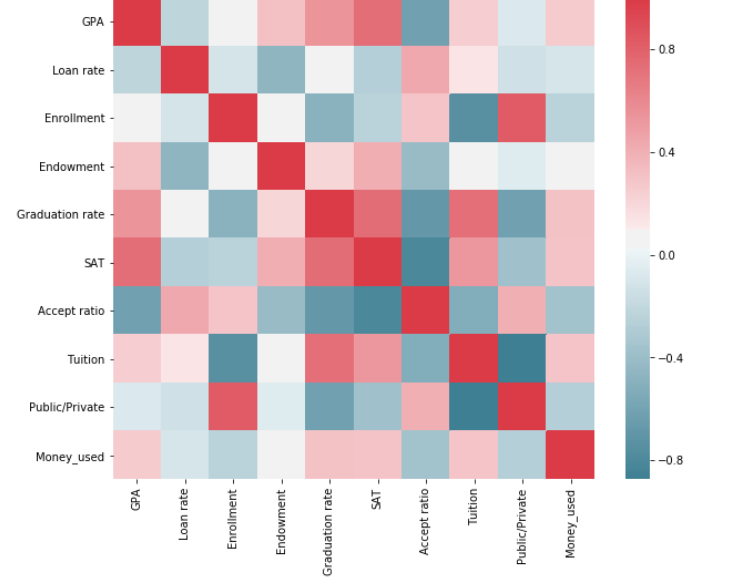 GPA
Loan rate
Enrollment
Endowment
Graduation rate
SAT
Accept ratio
Tuition
Public/Private
Money_used
GPA
Loan rate
Enrollment
Endowment
Graduation rate
SAT
Accept ratio
Tuition
Public/Private
Money_used
0.8
0.4
0.0
−0.4
−0.8